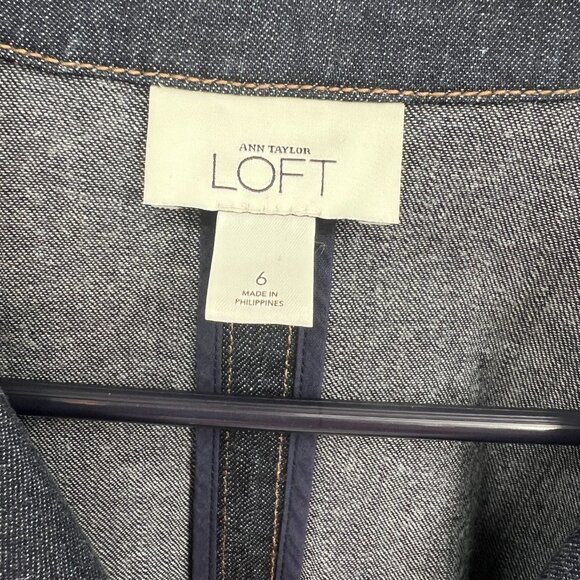 ANN TAYLOR
LOFT
6
MADE IN
PHILIPPINES